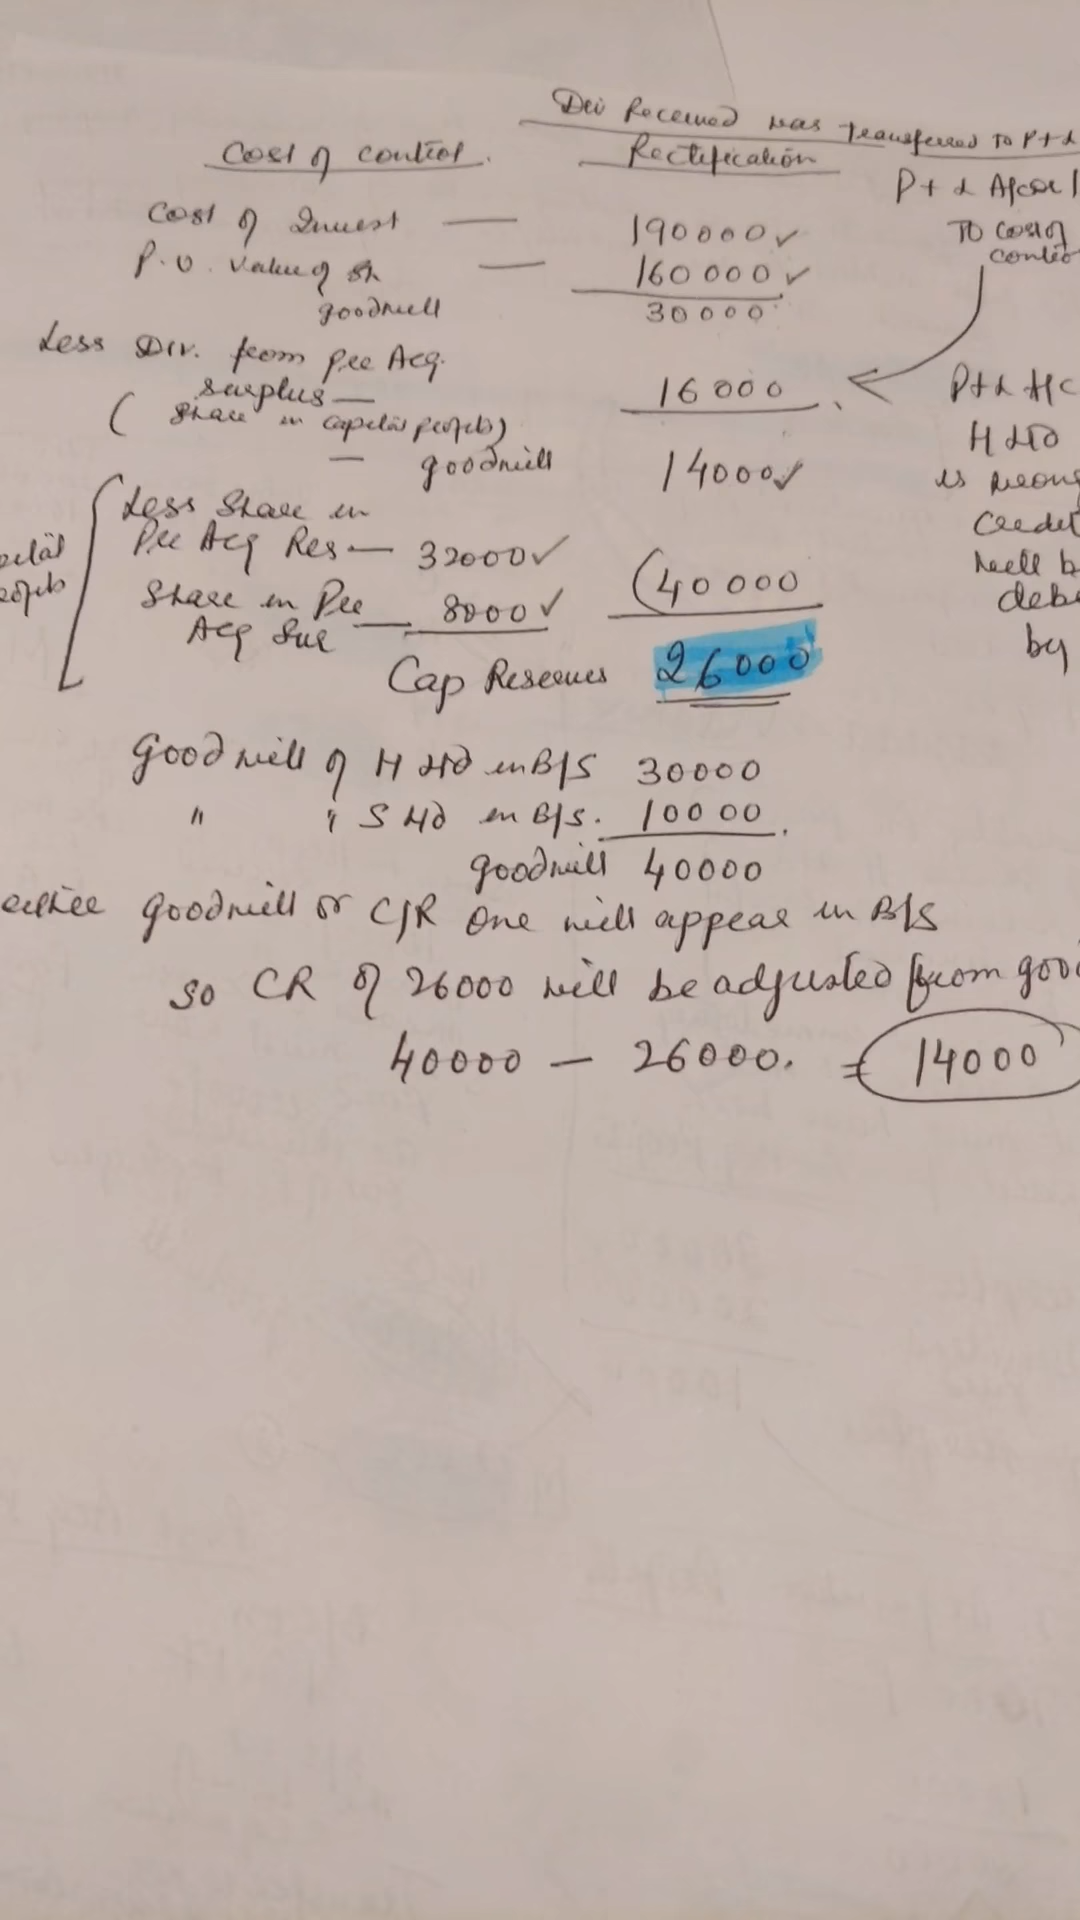 Div Received was transferred to P+L
Cost of control.
Rectification
P+L A/c Dr
To cost of control
Cost of Invest — 190000 ✓
P.U. Value of Sh — 160000 ✓
goodwill 30000
Less Div. from Pre Acq.
surplus — 16000
(Share in capital profits)
— goodwill 14000 ✓
P+L A/c
H Ltd
is
Credit
will b
debi
by
Less Share in
Pre Acq Res — 32000 ✓
Share in Pre — 8000 ✓
Acq Sur
(40000
Cap Reserves 26000
Goodwill of H Ltd in B/S 30000
" " S Ltd in B/S. 10000.
goodwill 40000
either goodwill or C/R one will appear in B/S
so CR of 26000 will be adjusted from good
40000 — 26000. = 14000